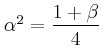 α² = (1 + β) / 4